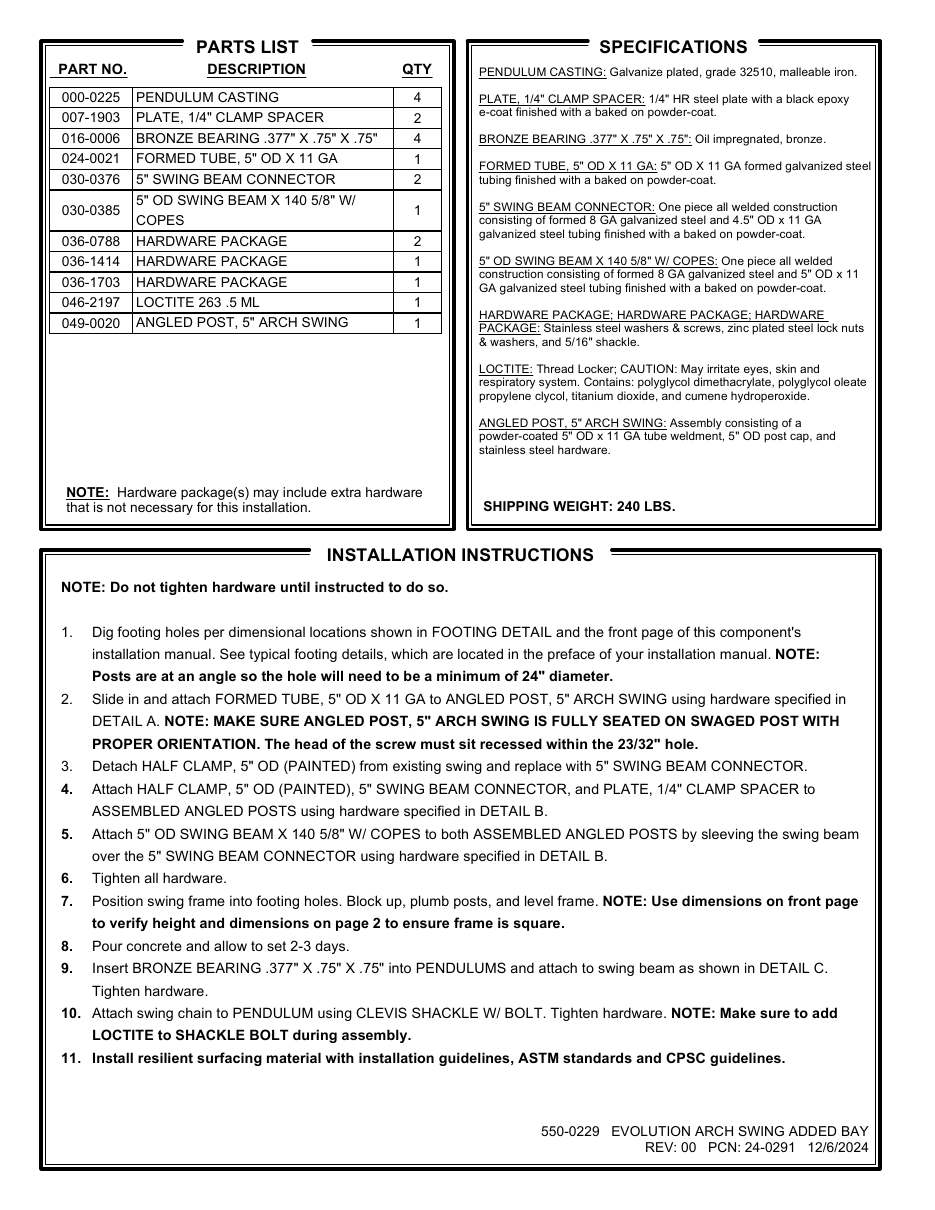 PARTS LIST
PART NO. DESCRIPTION QTY
000-0225 PENDULUM CASTING 4
007-1903 PLATE, 1/4" CLAMP SPACER 2
016-0006 BRONZE BEARING .377" X .75" X .75" 4
024-0021 FORMED TUBE, 5" OD X 11 GA 1
030-0376 5" SWING BEAM CONNECTOR 2
030-0385 5" OD SWING BEAM X 140 5/8" W/ 1
COPES
036-0788 HARDWARE PACKAGE 2
036-1414 HARDWARE PACKAGE 1
036-1703 HARDWARE PACKAGE 1
046-2197 LOCTITE 263 .5 ML 1
049-0020 ANGLED POST, 5" ARCH SWING 1
NOTE: Hardware package(s) may include extra hardware
that is not necessary for this installation.
SPECIFICATIONS
PENDULUM CASTING: Galvanize plated, grade 32510, malleable iron.
PLATE, 1/4" CLAMP SPACER: 1/4" HR steel plate with a black epoxy
e-coat finished with a baked on powder-coat.
BRONZE BEARING .377" X .75" X .75": Oil impregnated, bronze.
FORMED TUBE, 5" OD X 11 GA: 5" OD X 11 GA formed galvanized steel
tubing finished with a baked on powder-coat.
5" SWING BEAM CONNECTOR: One piece all welded construction
consisting of formed 8 GA galvanized steel and 4.5" OD x 11 GA
galvanized steel tubing finished with a baked on powder-coat.
5" OD SWING BEAM X 140 5/8" W/ COPES: One piece all welded
construction consisting of formed 8 GA galvanized steel and 5" OD x 11
GA galvanized steel tubing finished with a baked on powder-coat.
HARDWARE PACKAGE; HARDWARE PACKAGE; HARDWARE
PACKAGE: Stainless steel washers & screws, zinc plated steel lock nuts
& washers, and 5/16" shackle.
LOCTITE: Thread Locker; CAUTION: May irritate eyes, skin and
respiratory system. Contains: polyglycol dimethacrylate, polyglycol oleate
propylene clycol, titanium dioxide, and cumene hydroperoxide.
ANGLED POST, 5" ARCH SWING: Assembly consisting of a
powder-coated 5" OD x 11 GA tube weldment, 5" OD post cap, and
stainless steel hardware.
SHIPPING WEIGHT: 240 LBS.
INSTALLATION INSTRUCTIONS
NOTE: Do not tighten hardware until instructed to do so.
1. Dig footing holes per dimensional locations shown in FOOTING DETAIL and the front page of this component's
installation manual. See typical footing details, which are located in the preface of your installation manual. NOTE:
Posts are at an angle so the hole will need to be a minimum of 24" diameter.
2. Slide in and attach FORMED TUBE, 5" OD X 11 GA to ANGLED POST, 5" ARCH SWING using hardware specified in
DETAIL A. NOTE: MAKE SURE ANGLED POST, 5" ARCH SWING IS FULLY SEATED ON SWAGED POST WITH
PROPER ORIENTATION. The head of the screw must sit recessed within the 23/32" hole.
3. Detach HALF CLAMP, 5" OD (PAINTED) from existing swing and replace with 5" SWING BEAM CONNECTOR.
4. Attach HALF CLAMP, 5" OD (PAINTED), 5" SWING BEAM CONNECTOR, and PLATE, 1/4" CLAMP SPACER to
ASSEMBLED ANGLED POSTS using hardware specified in DETAIL B.
5. Attach 5" OD SWING BEAM X 140 5/8" W/ COPES to both ASSEMBLED ANGLED POSTS by sleeving the swing beam
over the 5" SWING BEAM CONNECTOR using hardware specified in DETAIL B.
6. Tighten all hardware.
7. Position swing frame into footing holes. Block up, plumb posts, and level frame. NOTE: Use dimensions on front page
to verify height and dimensions on page 2 to ensure frame is square.
8. Pour concrete and allow to set 2-3 days.
9. Insert BRONZE BEARING .377" X .75" X .75" into PENDULUMS and attach to swing beam as shown in DETAIL C.
Tighten hardware.
10. Attach swing chain to PENDULUM using CLEVIS SHACKLE W/ BOLT. Tighten hardware. NOTE: Make sure to add
LOCTITE to SHACKLE BOLT during assembly.
11. Install resilient surfacing material with installation guidelines, ASTM standards and CPSC guidelines.
550-0229 EVOLUTION ARCH SWING ADDED BAY
REV: 00 PCN: 24-0291 12/6/2024